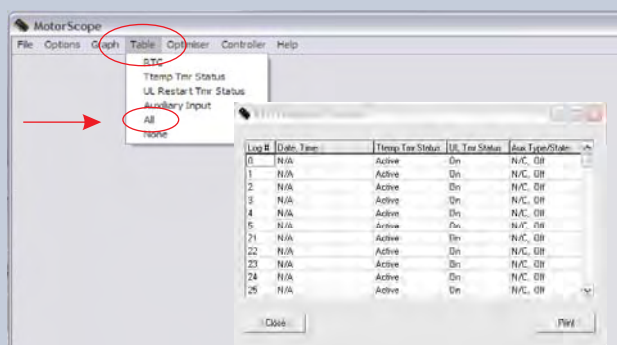 MotorScope
File Options Graph Table Optimiser Controller Help
RTC
Ttemp Tmr Status
UL Restart Tmr Status
Auxiliary Input
All
None
Log # Date, Time Ttemp Tmr Status UL Tmr Status Aux Type/State
0 N/A Active On N/C, Off
1 N/A Active On N/C, Off
2 N/A Active On N/C, Off
3 N/A Active On N/C, Off
4 N/A Active On N/C, Off
5 N/A Active On N/C, Off
21 N/A Active On N/C, Off
22 N/A Active On N/C, Off
23 N/A Active On N/C, Off
24 N/A Active On N/C, Off
25 N/A Active On N/C, Off
Close Print